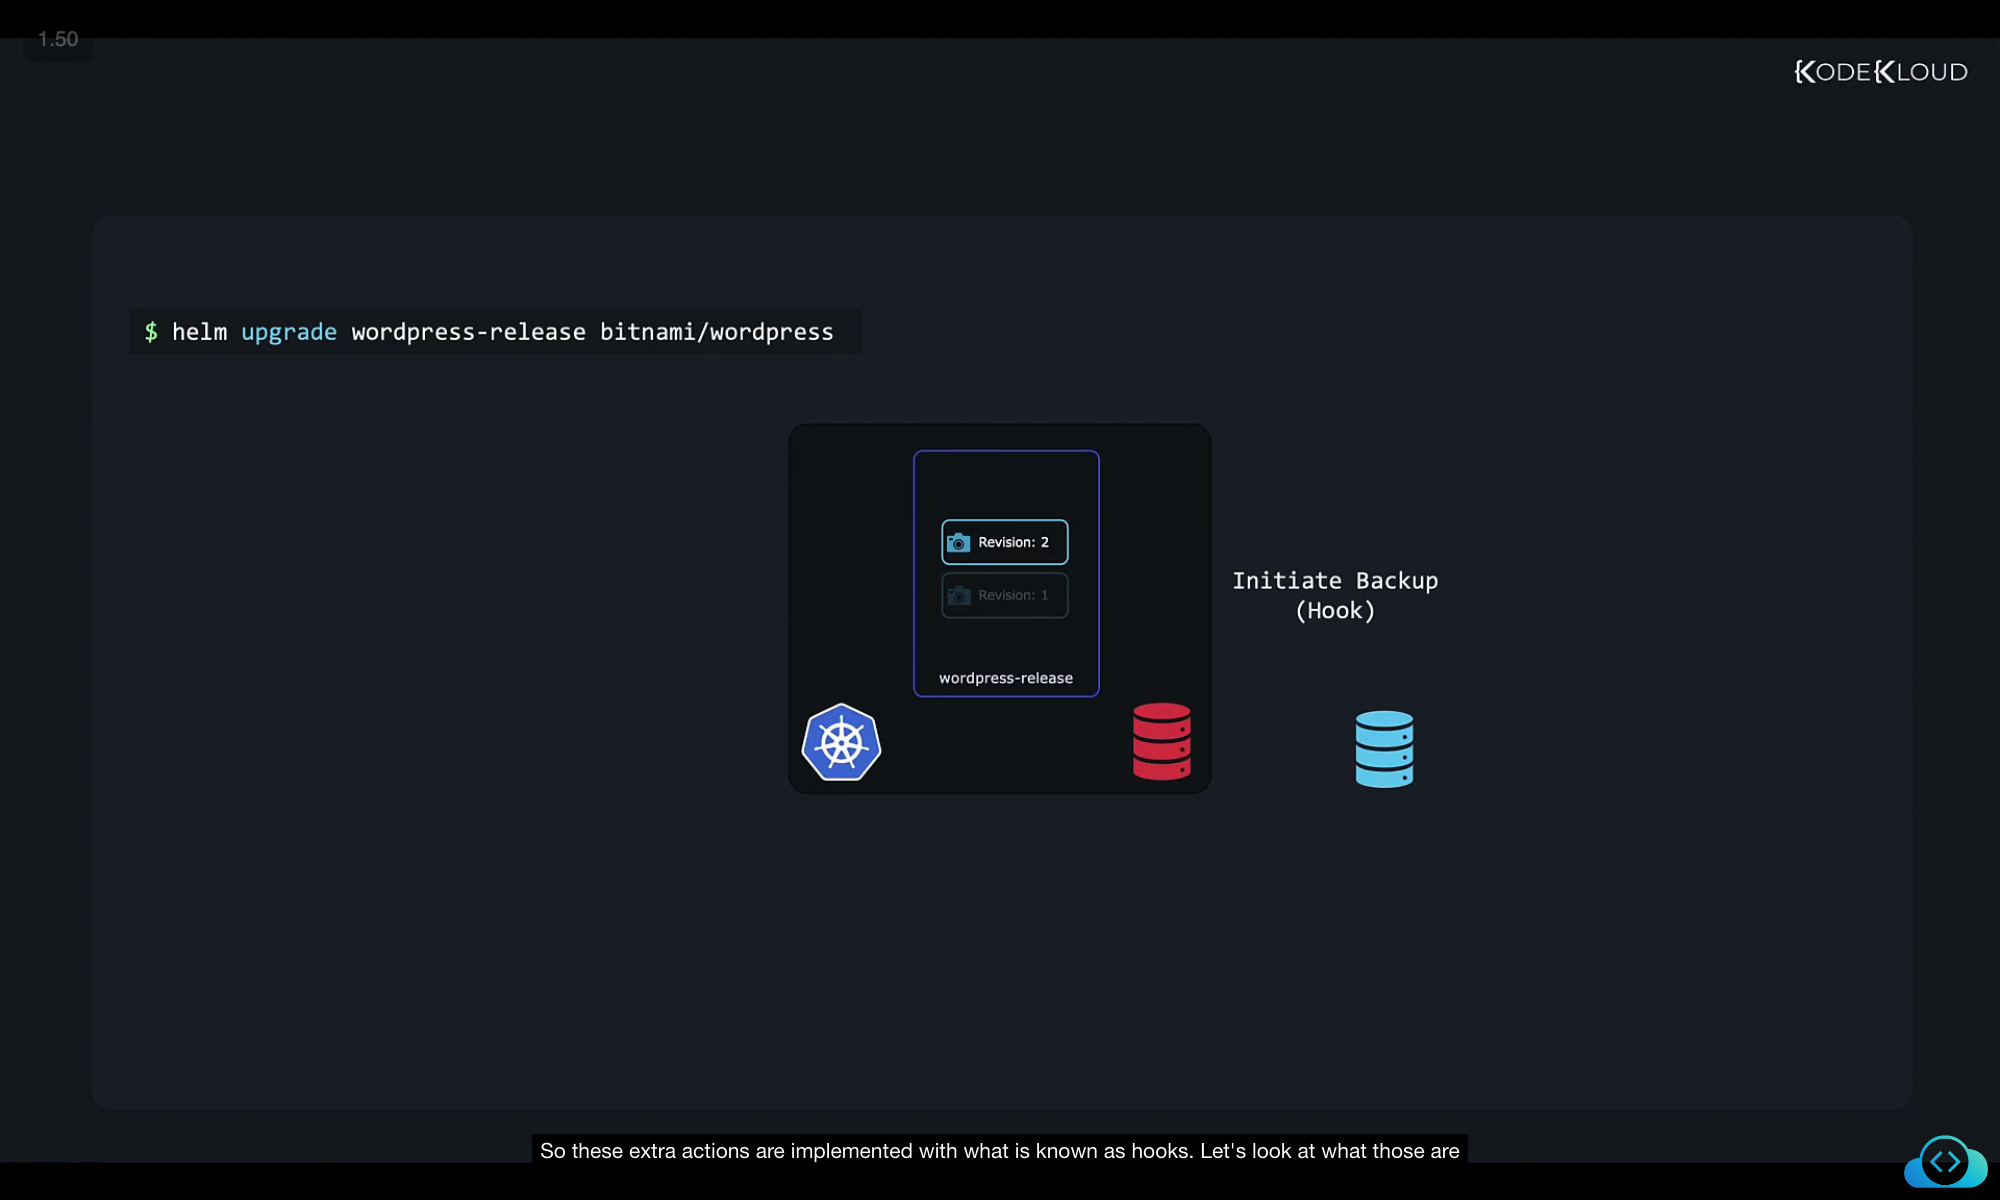 1.50
KODEKLOUD
$ helm upgrade wordpress-release bitnami/wordpress
Revision: 2
Revision: 1
wordpress-release
Initiate Backup
(Hook)
So these extra actions are implemented with what is known as hooks. Let's look at what those are